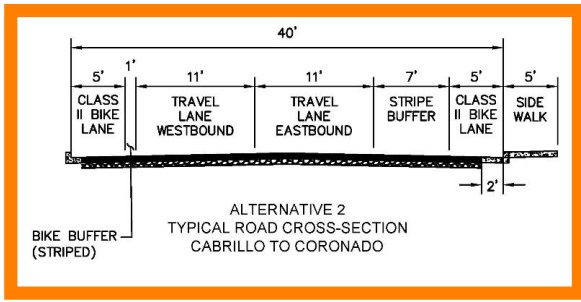 40'
5'
1'
11'
11'
7'
5'
5'
CLASS
II BIKE
LANE
TRAVEL
LANE
WESTBOUND
TRAVEL
LANE
EASTBOUND
STRIPE
BUFFER
CLASS
II BIKE
LANE
SIDE
WALK
2'
BIKE BUFFER
(STRIPED)
ALTERNATIVE 2
TYPICAL ROAD CROSS-SECTION
CABRILLO TO CORONADO